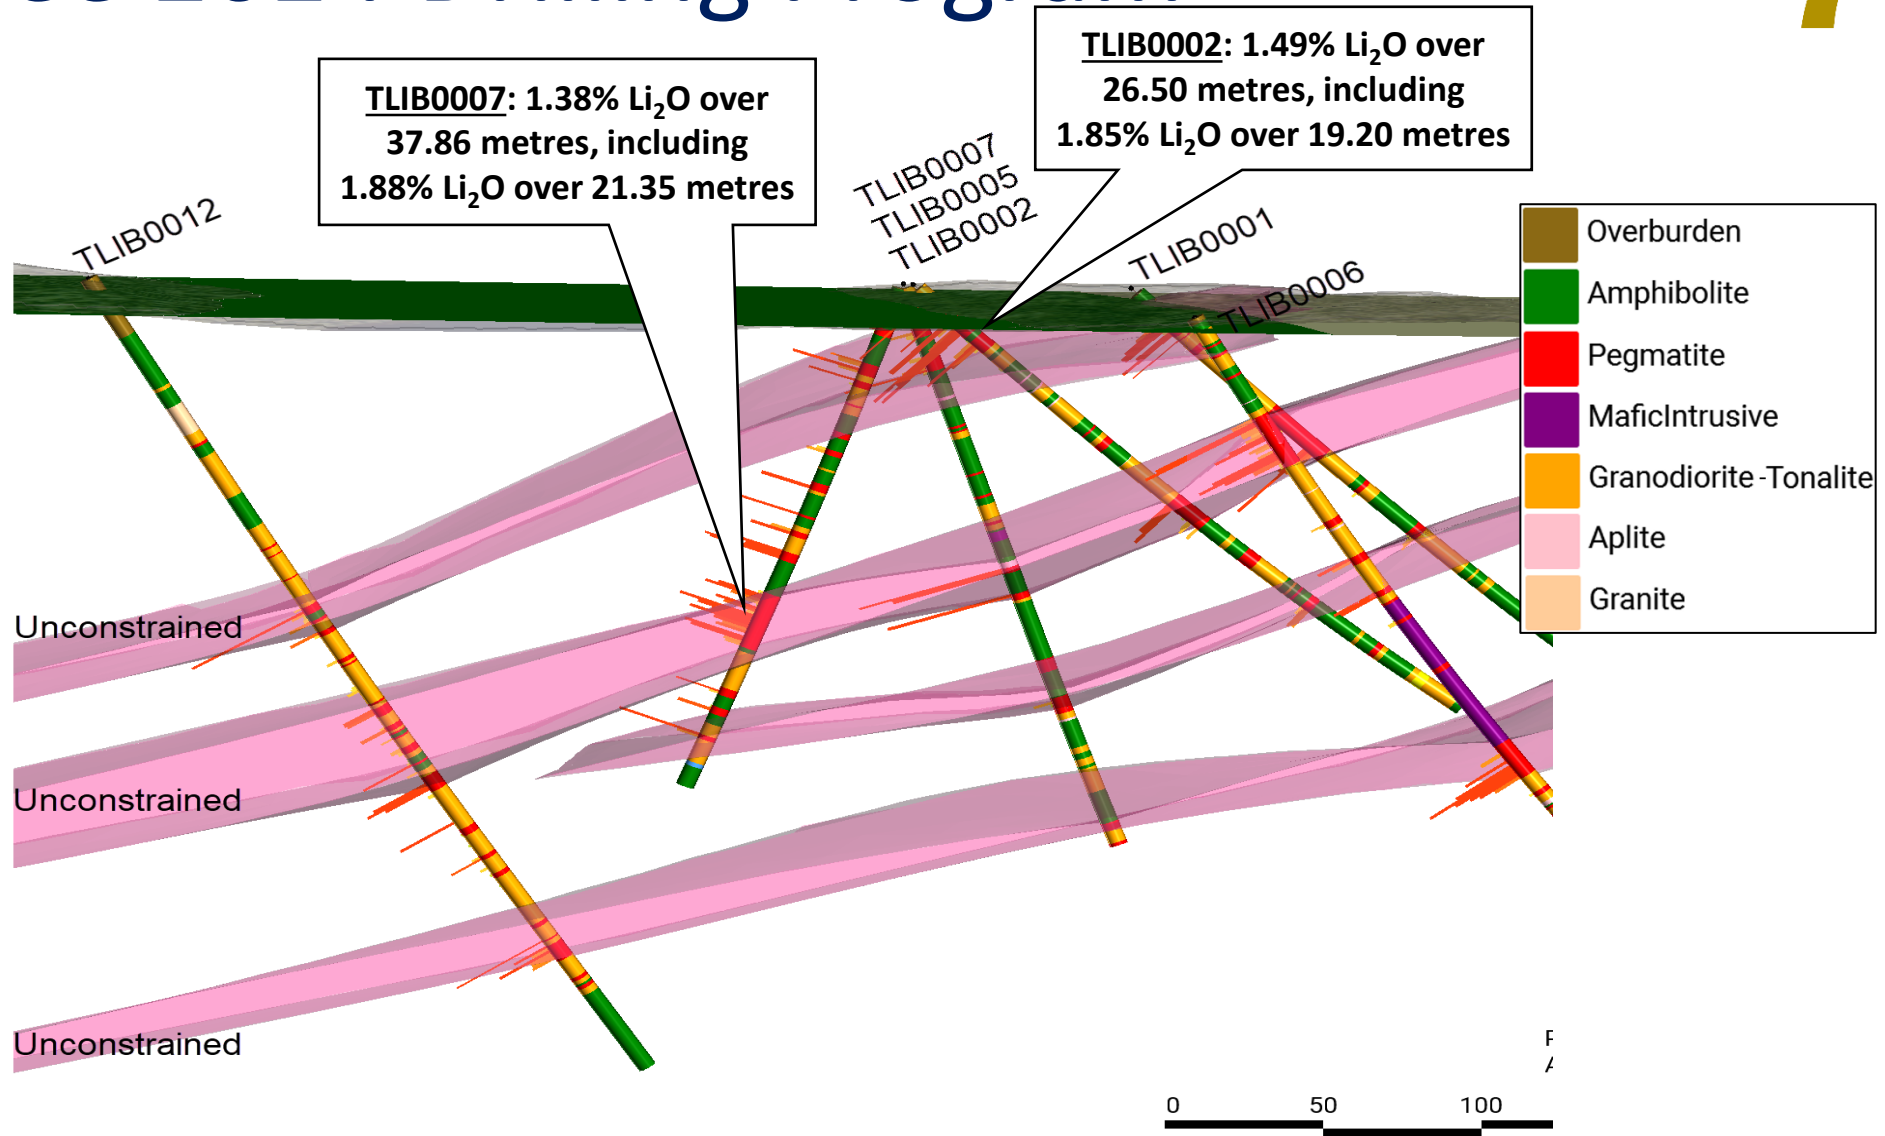 Drilling Program
TLIB0007: 1.38% Li₂O over
37.86 metres, including
1.88% Li₂O over 21.35 metres
TLIB0002: 1.49% Li₂O over
26.50 metres, including
1.85% Li₂O over 19.20 metres
TLIB0012
TLIB0007
TLIB0005
TLIB0002
TLIB0001
TLIB0006
Overburden
Amphibolite
Pegmatite
MaficIntrusive
Granodiorite-Tonalite
Aplite
Granite
Unconstrained
Unconstrained
Unconstrained
0 50 100